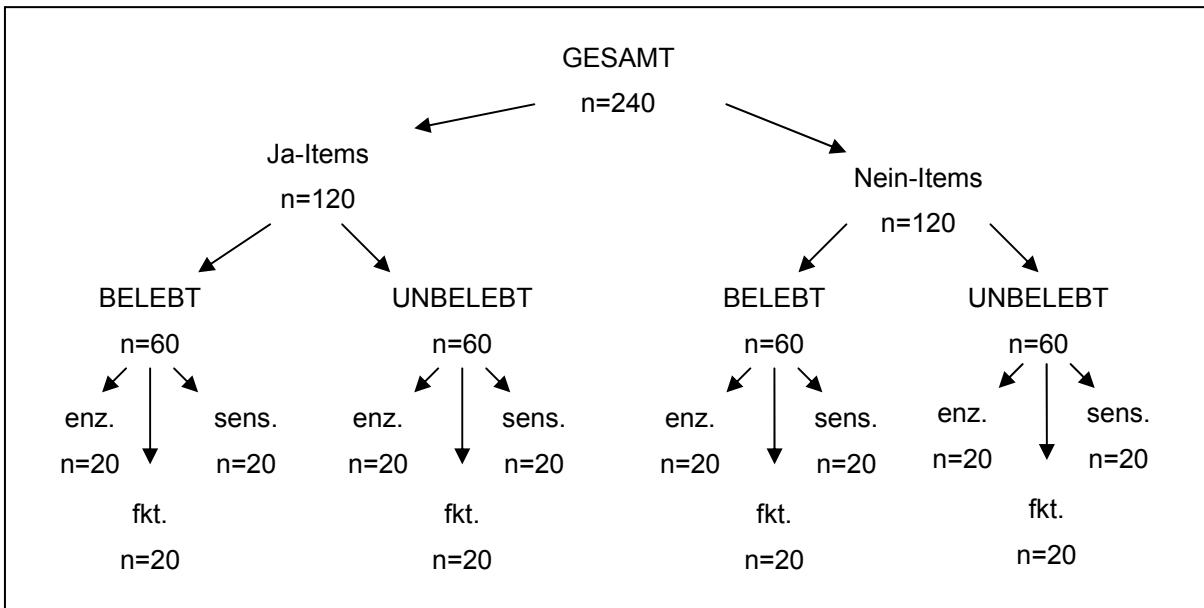 GESAMT
n=240
Ja-Items
n=120
Nein-Items
n=120
BELEBT
n=60
UNBELEBT
n=60
BELEBT
n=60
UNBELEBT
n=60
enz.
n=20
sens.
n=20
fkt.
n=20
enz.
n=20
sens.
n=20
fkt.
n=20
enz.
n=20
sens.
n=20
fkt.
n=20
enz.
n=20
sens.
n=20
fkt.
n=20